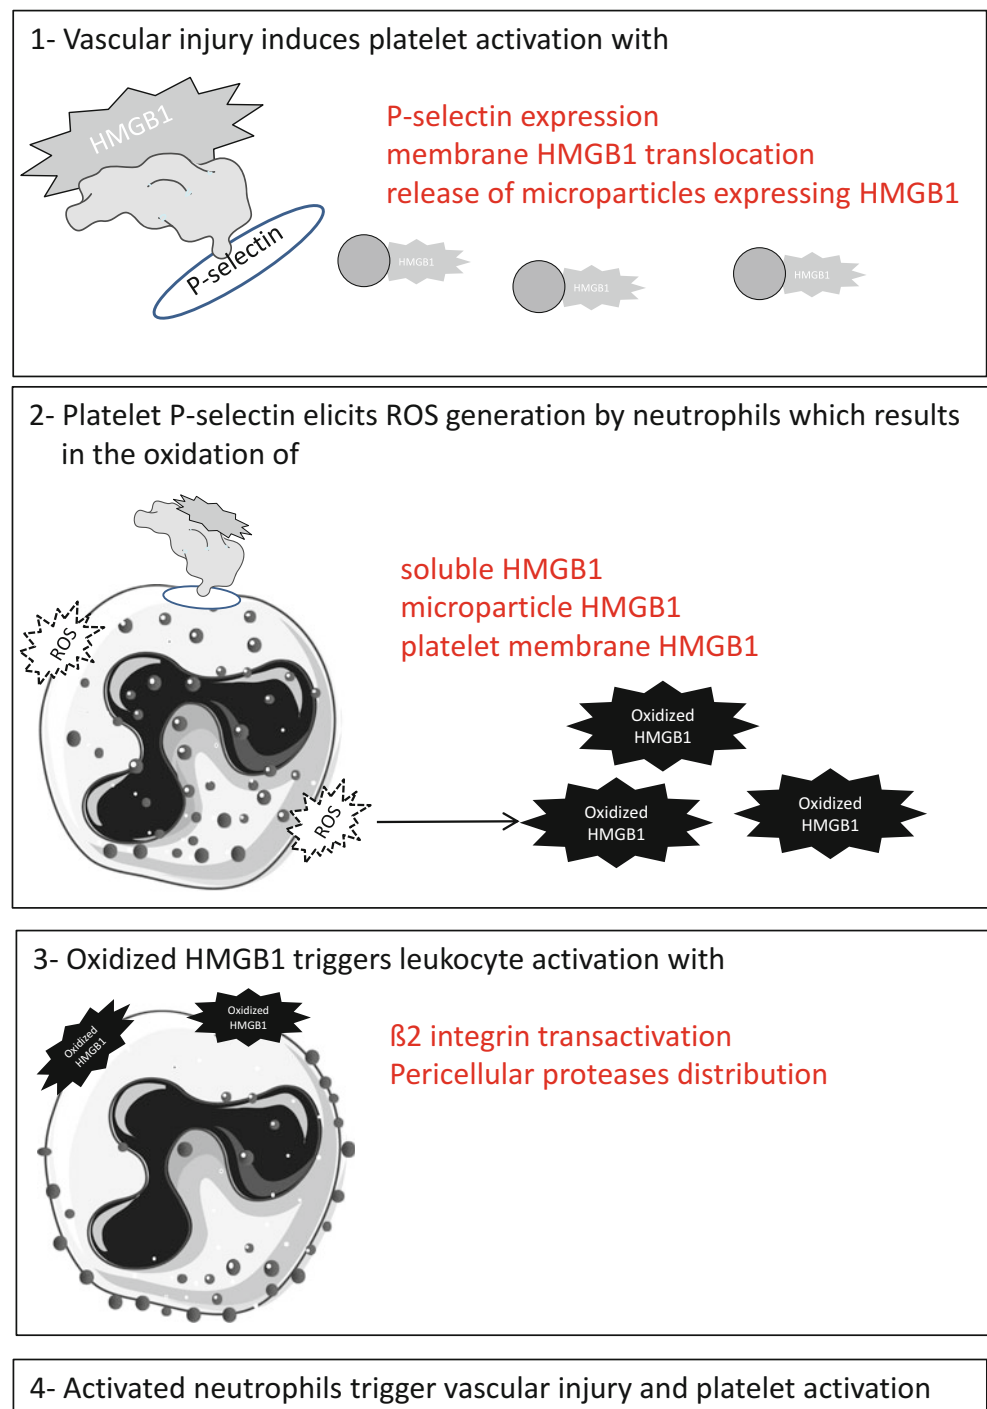 1- Vascular injury induces platelet activation with
HMGB1
P-selectin
P-selectin expression
membrane HMGB1 translocation
release of microparticles expressing HMGB1
HMGB1
HMGB1
HMGB1
2- Platelet P-selectin elicits ROS generation by neutrophils which results
in the oxidation of
ROS
ROS
soluble HMGB1
microparticle HMGB1
platelet membrane HMGB1
Oxidized
HMGB1
Oxidized
HMGB1
Oxidized
HMGB1
3- Oxidized HMGB1 triggers leukocyte activation with
Oxidized
HMGB1
Oxidized
HMGB1
ß2 integrin transactivation
Pericellular proteases distribution
4- Activated neutrophils trigger vascular injury and platelet activation